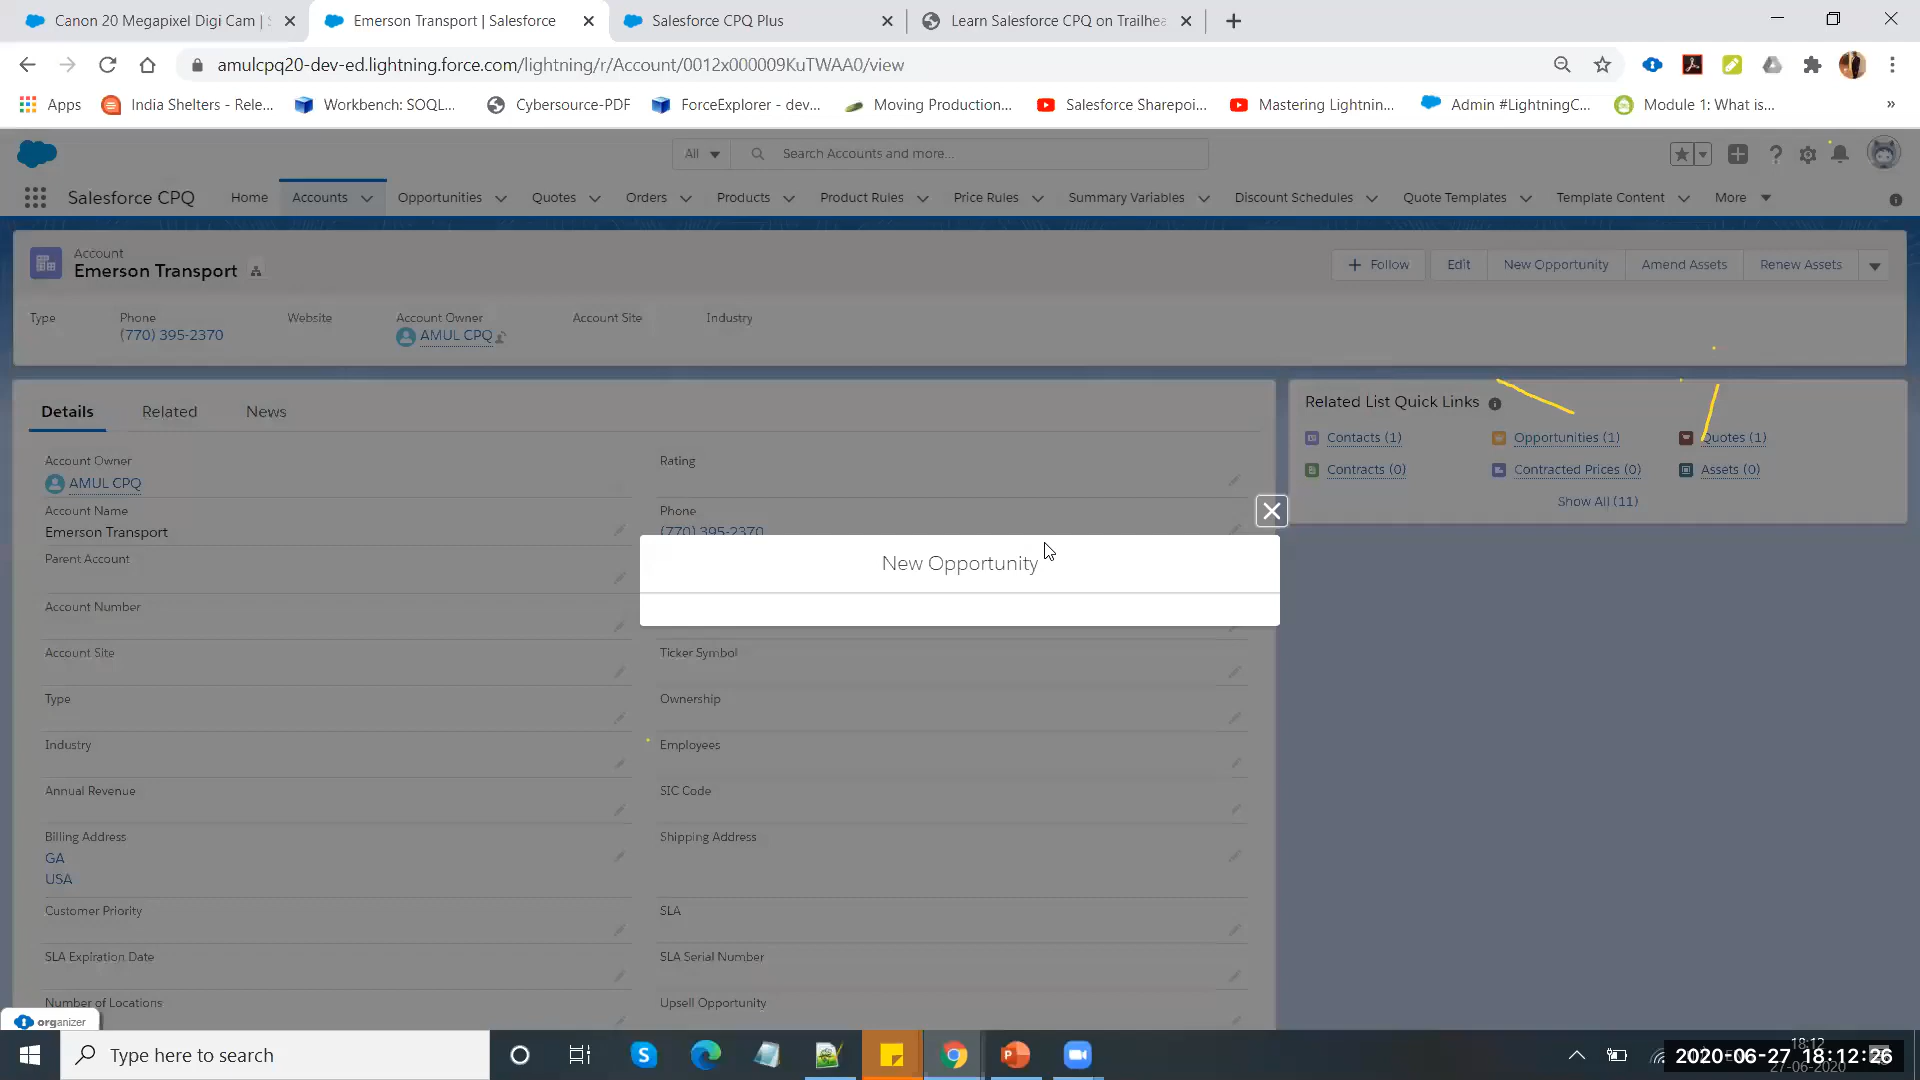 Canon 20 Megapixel Digi Cam |
Emerson Transport | Salesforce
Salesforce CPQ Plus
Learn Salesforce CPQ on Trailhea
amulcpq20-dev-ed.lightning.force.com/lightning/r/Account/0012x000009KuTWAA0/view
Apps
India Shelters - Rele...
Workbench: SOQL...
Cybersource-PDF
ForceExplorer - dev...
Moving Production...
Salesforce Sharepoi...
Mastering Lightnin...
Admin #LightningC...
Module 1: What is...
»
All
Search Accounts and more...
Salesforce CPQ
Home
Accounts
Opportunities
Quotes
Orders
Products
Product Rules
Price Rules
Summary Variables
Discount Schedules
Quote Templates
Template Content
More
Account
Emerson Transport
Follow
Edit
New Opportunity
Amend Assets
Renew Assets
Type
Phone
(770) 395-2370
Website
Account Owner
AMUL CPQ
Account Site
Industry
Details
Related
News
Related List Quick Links
Contacts (1)
Opportunities (1)
Quotes (1)
Contracts (0)
Contracted Prices (0)
Assets (0)
Show All (11)
Account Owner
AMUL CPQ
Rating
Account Name
Emerson Transport
Phone
(770) 395-2370
Parent Account
New Opportunity
Account Number
Account Site
Ticker Symbol
Type
Ownership
Industry
Employees
Annual Revenue
SIC Code
Billing Address
GA
USA
Shipping Address
Customer Priority
SLA
SLA Expiration Date
SLA Serial Number
Number of Locations
Upsell Opportunity
organizer
Type here to search
18:12
2020-06-27 18:12:26
27-06-2020